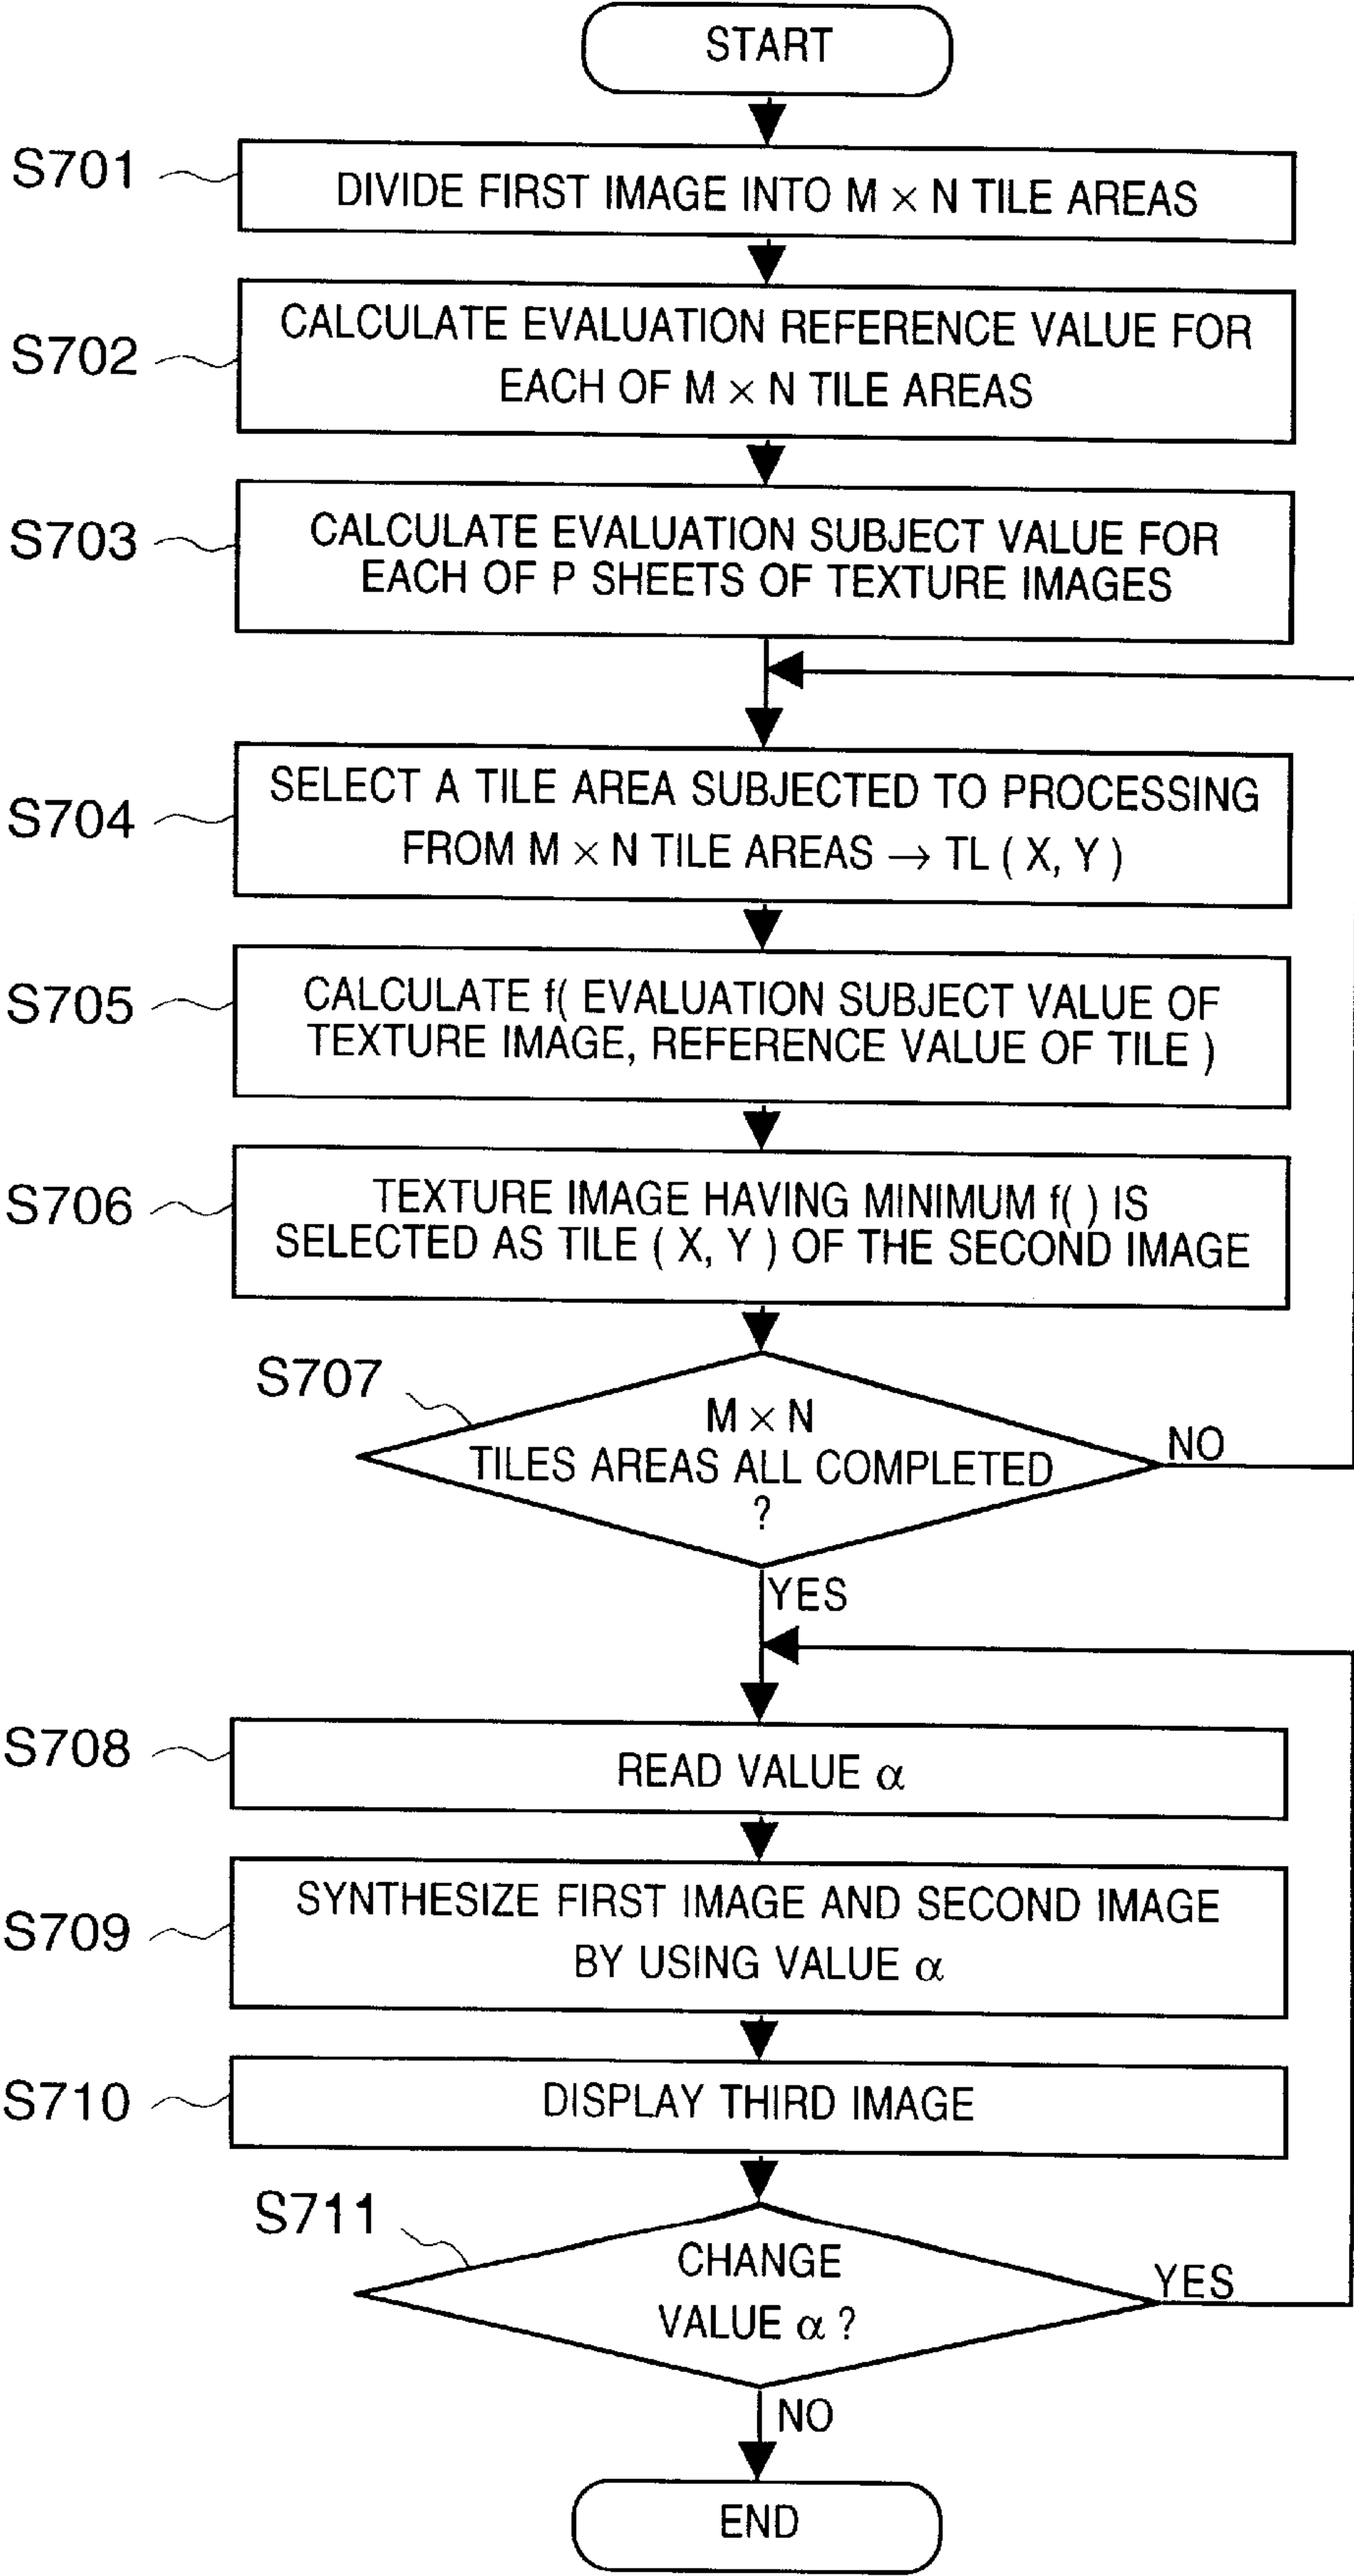 START
S701
DIVIDE FIRST IMAGE INTO M × N TILE AREAS
S702
CALCULATE EVALUATION REFERENCE VALUE FOR
EACH OF M × N TILE AREAS
S703
CALCULATE EVALUATION SUBJECT VALUE FOR
EACH OF P SHEETS OF TEXTURE IMAGES
S704
SELECT A TILE AREA SUBJECTED TO PROCESSING
FROM M × N TILE AREAS → TL ( X, Y )
S705
CALCULATE f( EVALUATION SUBJECT VALUE OF
TEXTURE IMAGE, REFERENCE VALUE OF TILE )
S706
TEXTURE IMAGE HAVING MINIMUM f( ) IS
SELECTED AS TILE ( X, Y ) OF THE SECOND IMAGE
S707
M × N
TILES AREAS ALL COMPLETED
?
NO
YES
S708
READ VALUE α
S709
SYNTHESIZE FIRST IMAGE AND SECOND IMAGE
BY USING VALUE α
S710
DISPLAY THIRD IMAGE
S711
CHANGE
VALUE α ?
YES
NO
END